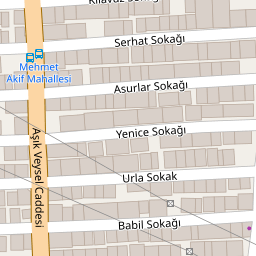 Serhat Sokağı
Mehmet
Akif Mahallesi
Asurlar Sokağı
Yenice Sokağı
Aşık Veysel Caddesi
Urla Sokak
Babil Sokağı